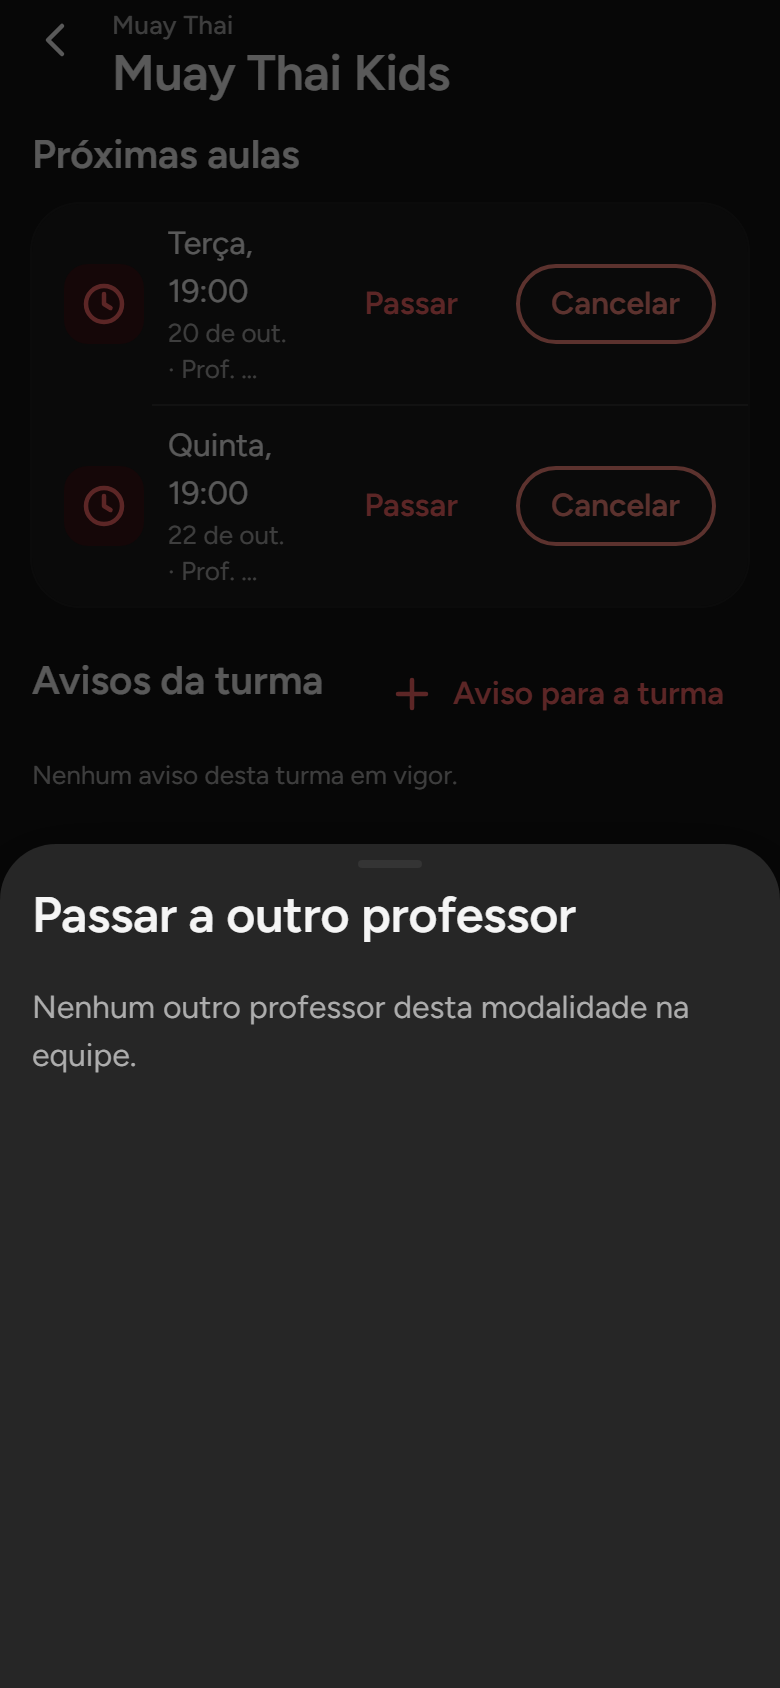 Muay Thai
Muay Thai Kids
Próximas aulas
Terça,
19:00
20 de out.
· Prof. ...
Passar
Cancelar
Quinta,
19:00
22 de out.
· Prof. ...
Passar
Cancelar
Avisos da turma
Aviso para a turma
Nenhum aviso desta turma em vigor.
Passar a outro professor
Nenhum outro professor desta modalidade na
equipe.